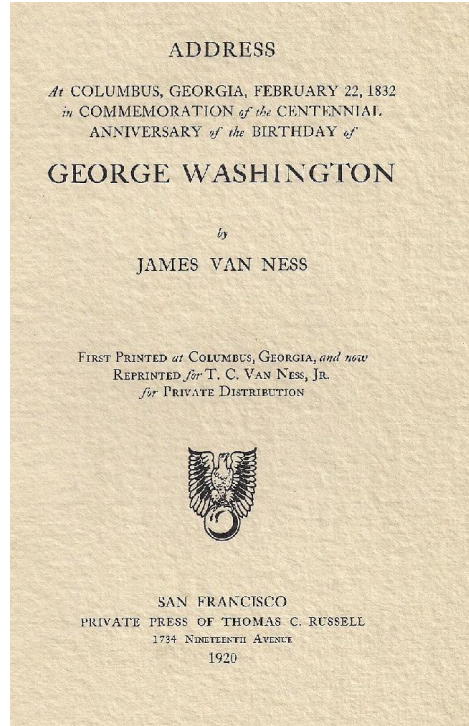 ADDRESS
At COLUMBUS, GEORGIA, FEBRUARY 22, 1832
in COMMEMORATION of the CENTENNIAL
ANNIVERSARY of the BIRTHDAY of
GEORGE WASHINGTON
by
JAMES VAN NESS
FIRST PRINTED at COLUMBUS, GEORGIA, and now
REPRINTED for T. C. VAN NESS, JR.
for PRIVATE DISTRIBUTION
SAN FRANCISCO
PRIVATE PRESS OF THOMAS C. RUSSELL
1734 NINETEENTH AVENUE
1920